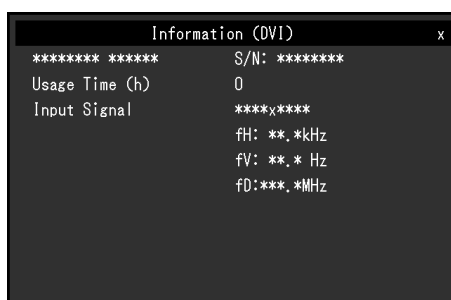 Information (DVI) x
******** ****** S/N: ********
Usage Time (h) 0
Input Signal ****x****
fH: **.*kHz
fV: **.* Hz
fD:***.*MHz